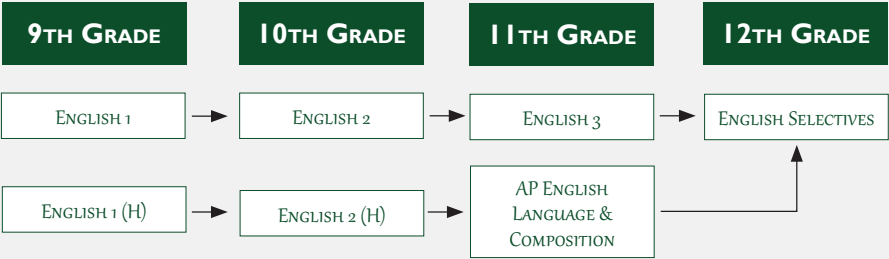 9TH GRADE
10TH GRADE
11TH GRADE
12TH GRADE
ENGLISH 1
ENGLISH 2
ENGLISH 3
ENGLISH SELECTIVES
ENGLISH 1 (H)
ENGLISH 2 (H)
AP ENGLISH
LANGUAGE &
COMPOSITION